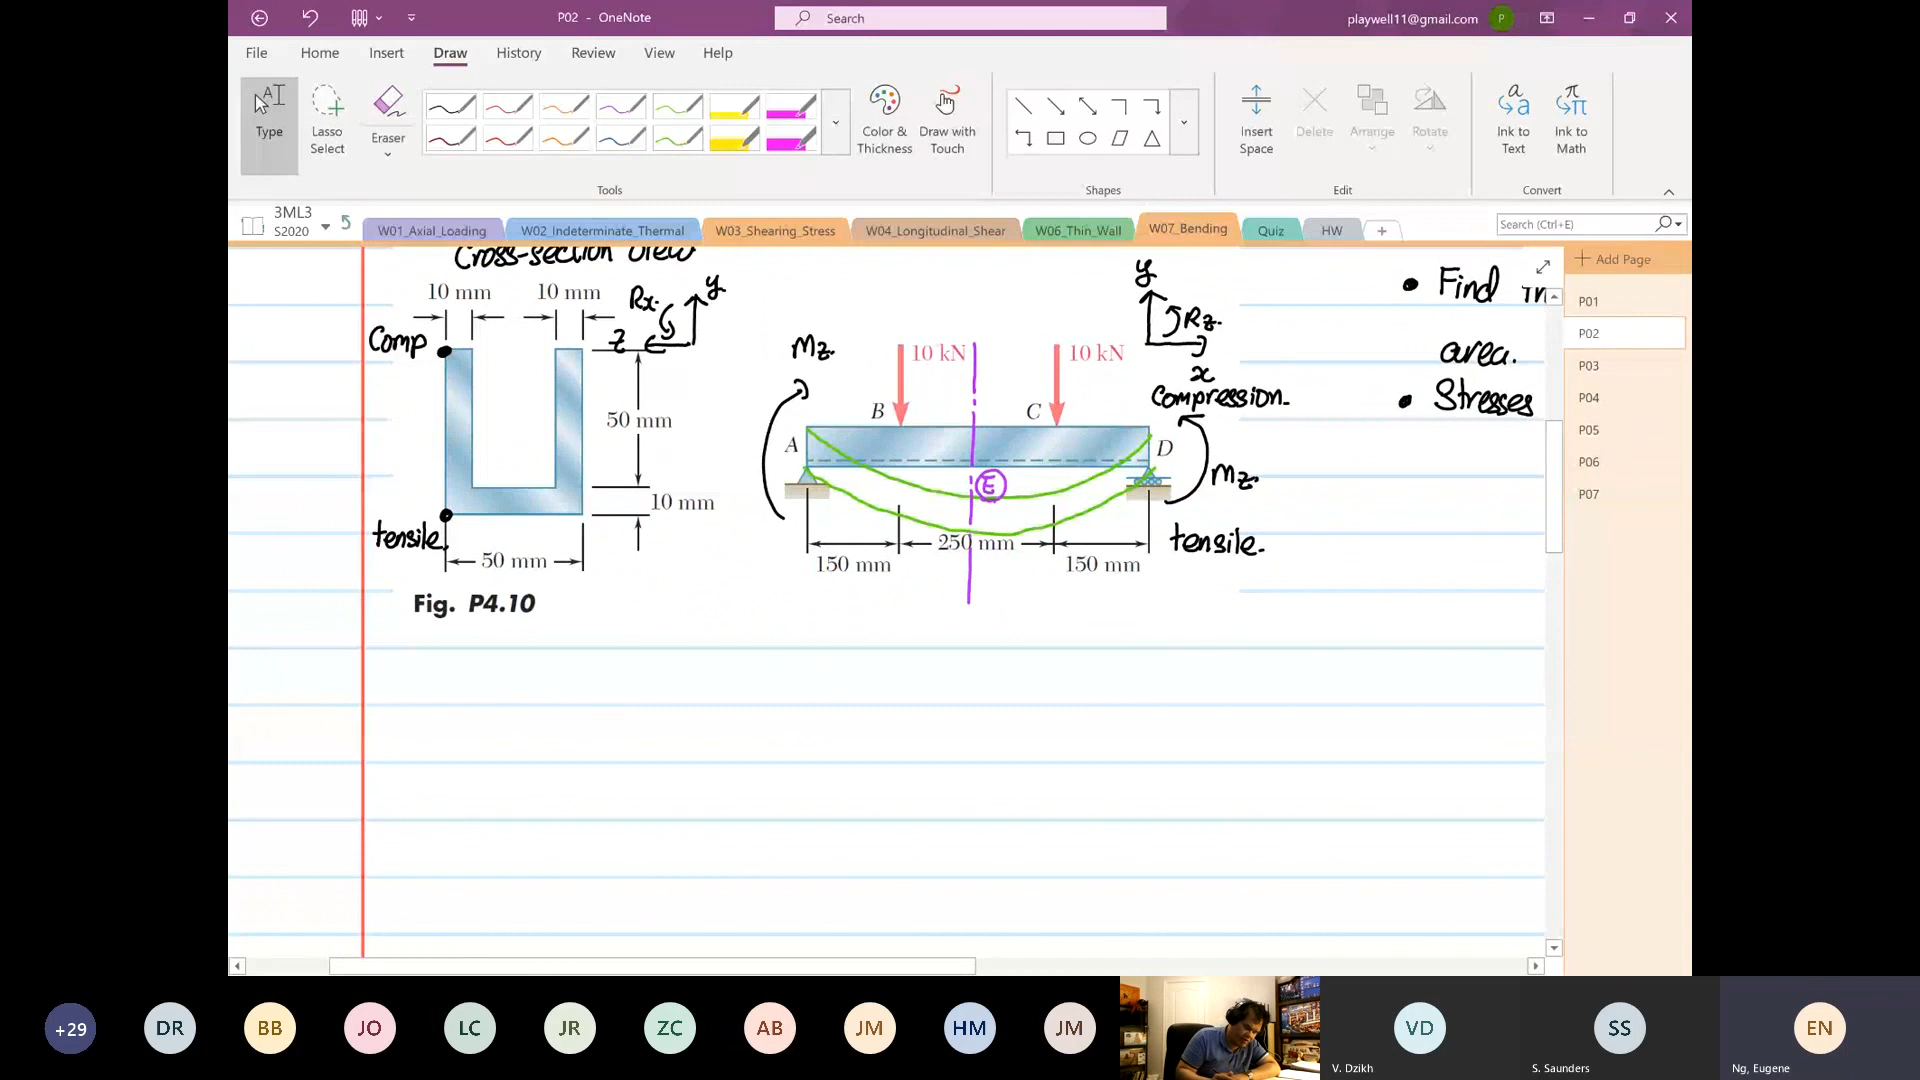 P02 - OneNote
Search
playwell11@gmail.com
P
File
Home
Insert
Draw
History
Review
View
Help
Type
Lasso Select
Eraser
Color & Thickness
Draw with Touch
Insert Space
Delete
Arrange
Rotate
Ink to Text
Ink to Math
Tools
Shapes
Edit
Convert
3ML3 S2020
W01_Axial_Loading
W02_Indeterminate_Thermal
W03_Shearing_Stress
W04_Longitudinal_Shear
W06_Thin_Wall
W07_Bending
Quiz
HW
Search (Ctrl+E)
Add Page
P01
P02
P03
P04
P05
P06
P07
Cross-section view
10 mm
10 mm
Rx.
y
z
Comp
50 mm
10 mm
tensile.
50 mm
Fig. P4.10
Mz.
10 kN
10 kN
y
Rz.
x
Compression.
B
C
A
D
E
Mz.
250 mm
150 mm
150 mm
tensile.
• Find
area.
• Stresses
+29
DR
BB
JO
LC
JR
ZC
AB
JM
HM
JM
VD
V. Dzikh
SS
S. Saunders
EN
Ng, Eugene